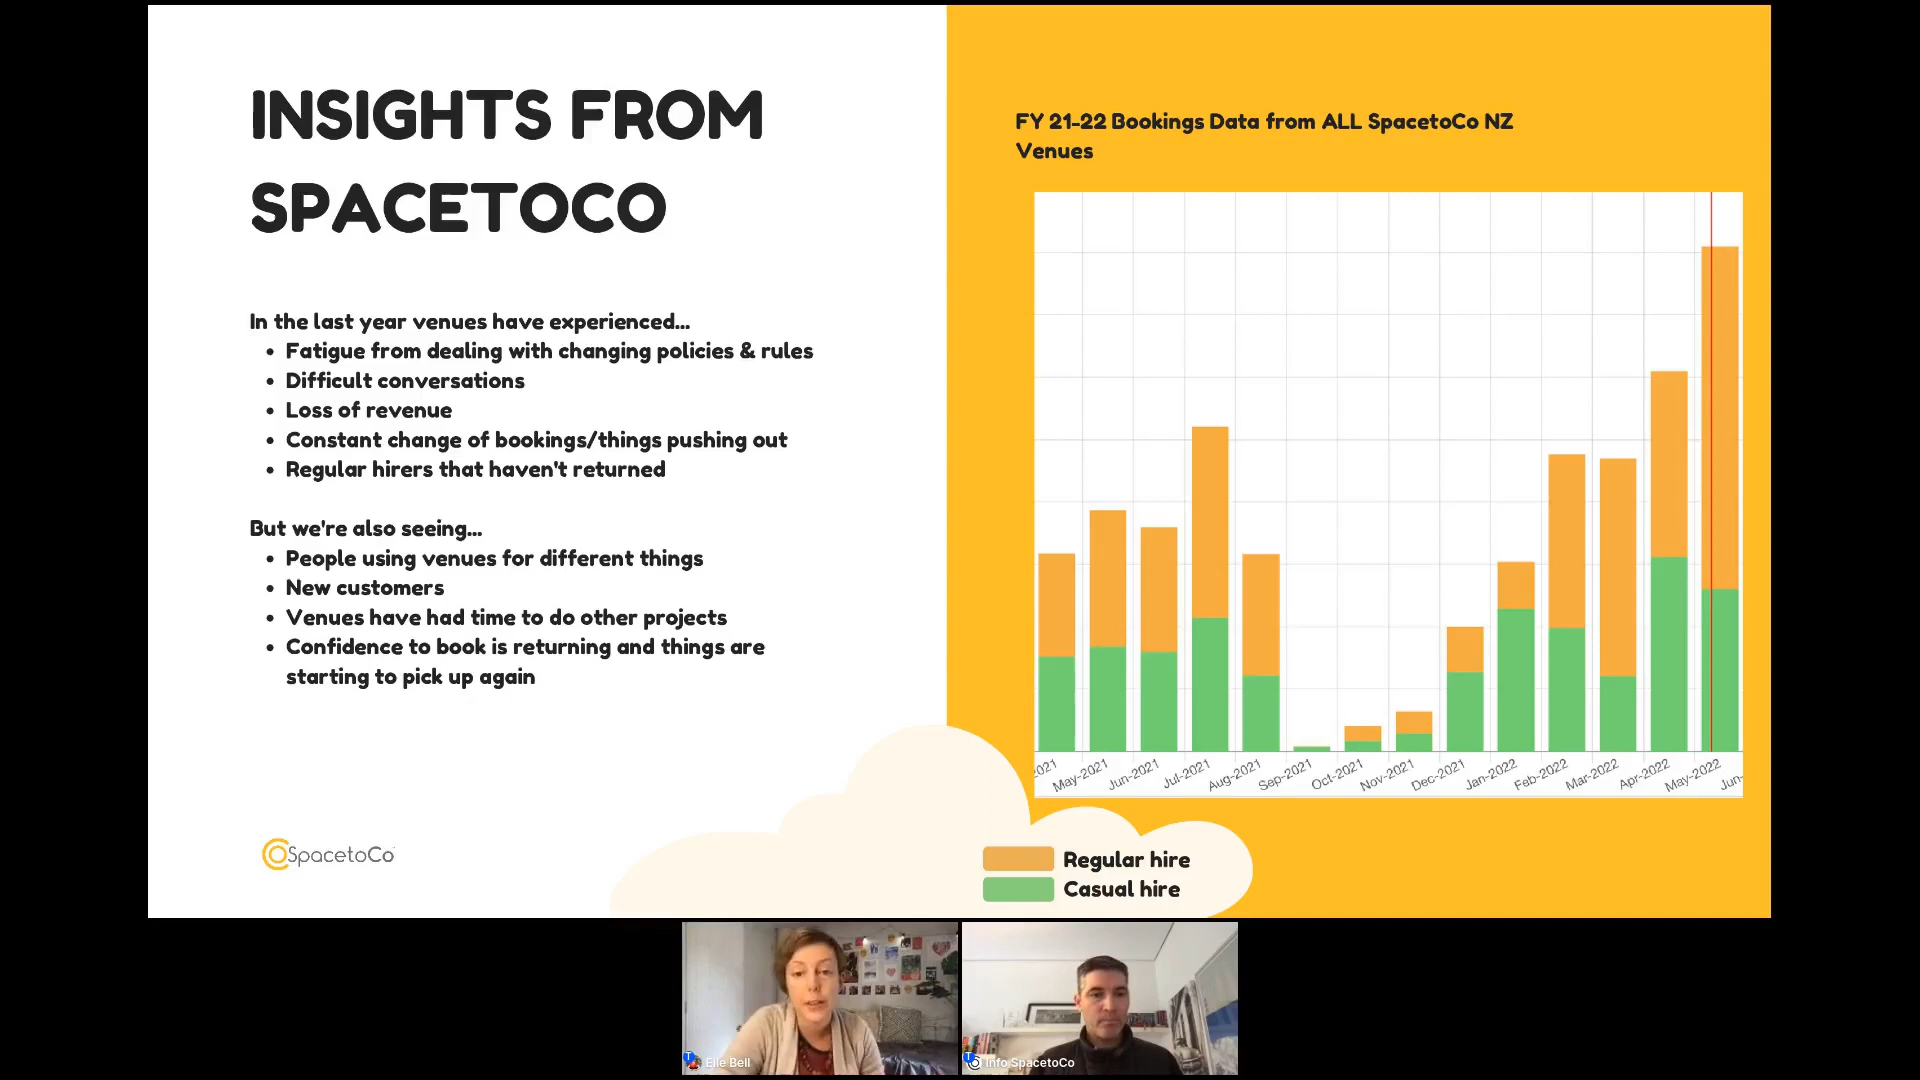 INSIGHTS FROM
SPACETOCO
In the last year venues have experienced...
• Fatigue from dealing with changing policies & rules
• Difficult conversations
• Loss of revenue
• Constant change of bookings/things pushing out
• Regular hirers that haven't returned
But we're also seeing...
• People using venues for different things
• New customers
• Venues have had time to do other projects
• Confidence to book is returning and things are
starting to pick up again
SpacetoCo
FY 21-22 Bookings Data from ALL SpacetoCo NZ
Venues
2021 May-2021 Jun-2021 Jul-2021 Aug-2021 Sep-2021 Oct-2021 Nov-2021 Dec-2021 Jan-2022 Feb-2022 Mar-2022 Apr-2022 May-2022 Jun-
Regular hire
Casual hire
Elle Bell
Info SpacetoCo